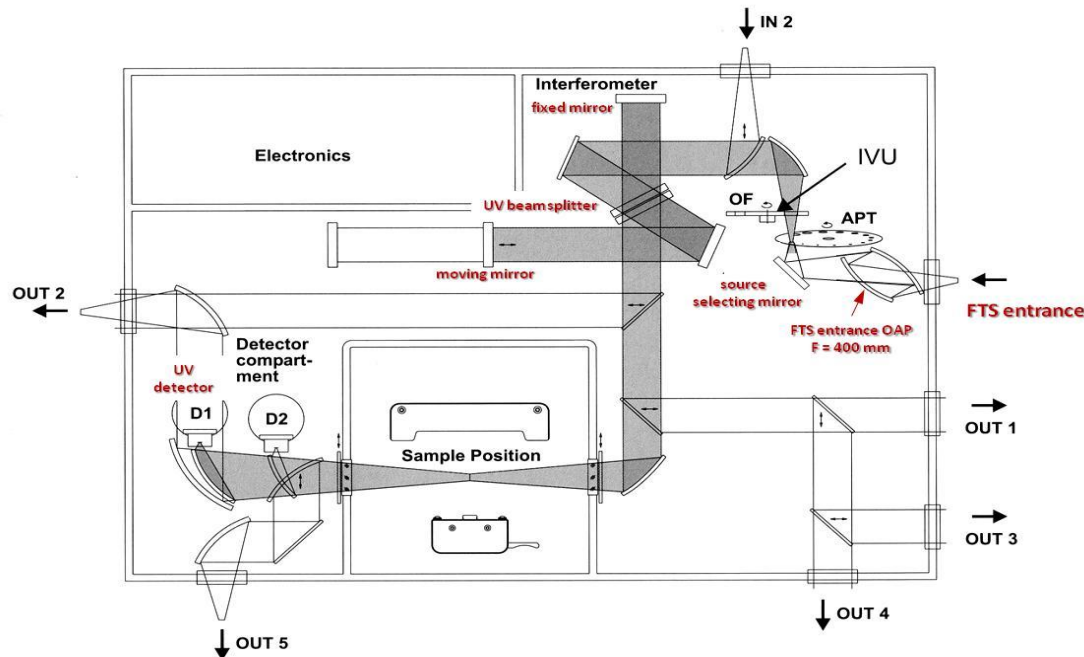 IN 2
Interferometer
fixed mirror
Electronics
IVU
OF
UV beam splitter
APT
moving mirror
OUT 2
source
selecting mirror
FTS entrance
FTS entrance OAP
F = 400 mm
Detector
compart-
ment
UV
detector
D1
D2
Sample Position
OUT 1
OUT 3
OUT 4
OUT 5